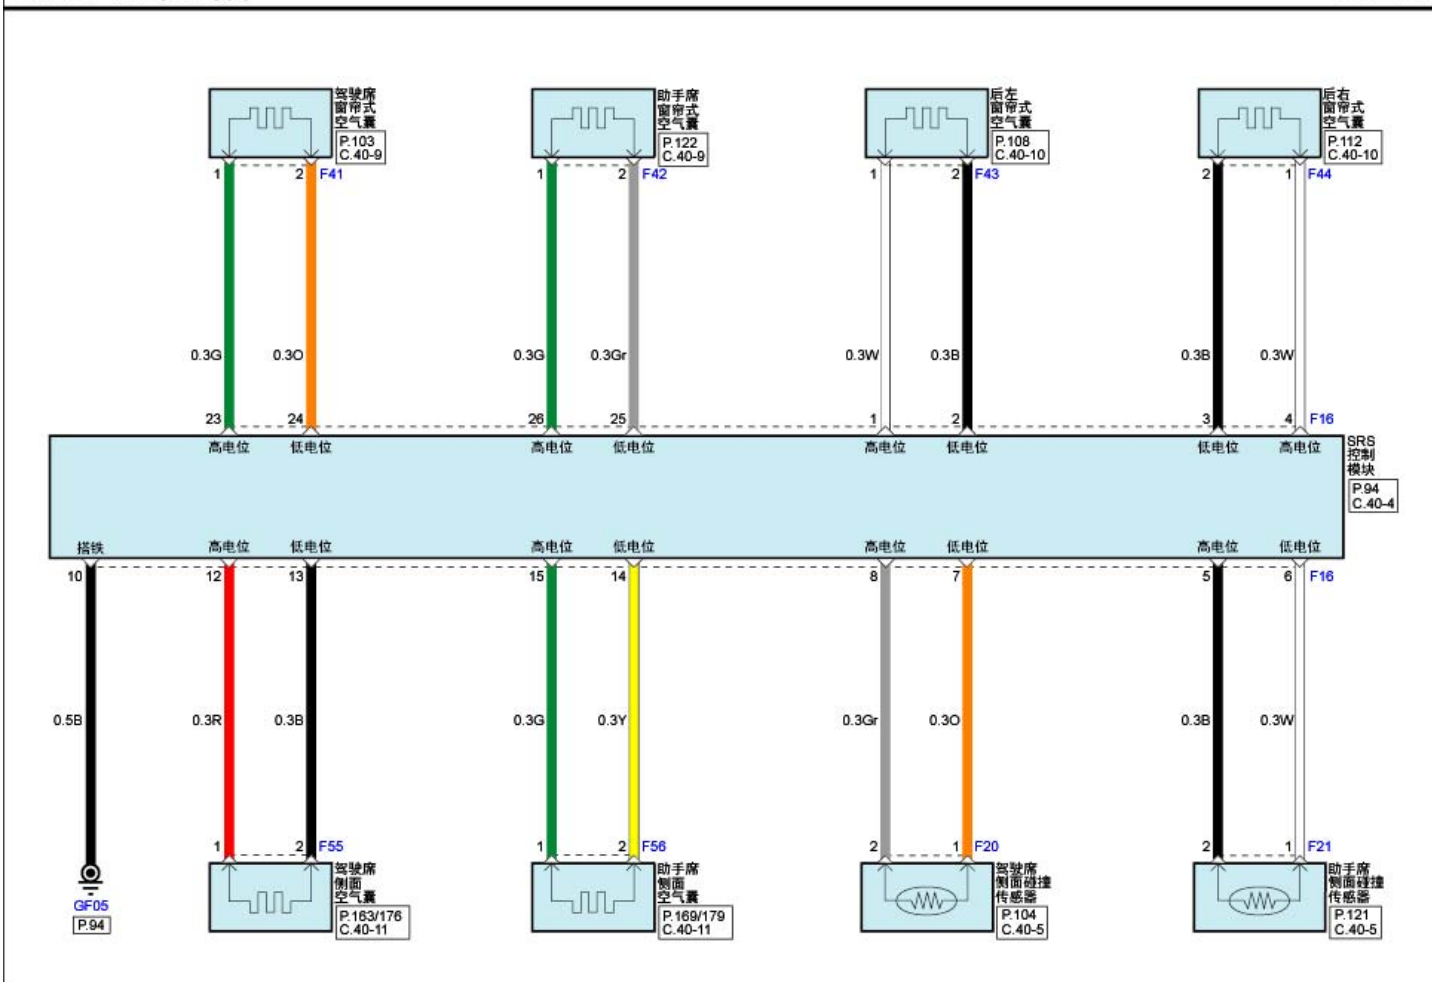 驾驶席
窗帘式
空气囊
P.103
C.40-9
助手席
窗帘式
空气囊
P.122
C.40-9
后左
窗帘式
空气囊
P.108
C.40-10
后右
窗帘式
空气囊
P.112
C.40-10
1 2 F41 1 2 F42 1 2 F43 2 1 F44
0.3G 0.3O 0.3G 0.3Gr 0.3W 0.3B 0.3B 0.3W
23 24 26 25 1 2 3 4 F16
高电位 低电位 高电位 低电位 高电位 低电位 低电位 高电位
SRS
控制
模块
P.94
C.40-4
搭铁 高电位 低电位 高电位 低电位 高电位 低电位 高电位 低电位
10 12 13 15 14 8 7 5 6 F16
0.5B 0.3R 0.3B 0.3G 0.3Y 0.3Gr 0.3O 0.3B 0.3W
1 2 F55 1 2 F56 2 1 F20 2 1 F21
GF05
P.94
驾驶席
侧面
空气囊
P.163/176
C.40-11
助手席
侧面
空气囊
P.169/179
C.40-11
驾驶席
侧面碰撞
传感器
P.104
C.40-5
助手席
侧面碰撞
传感器
P.121
C.40-5